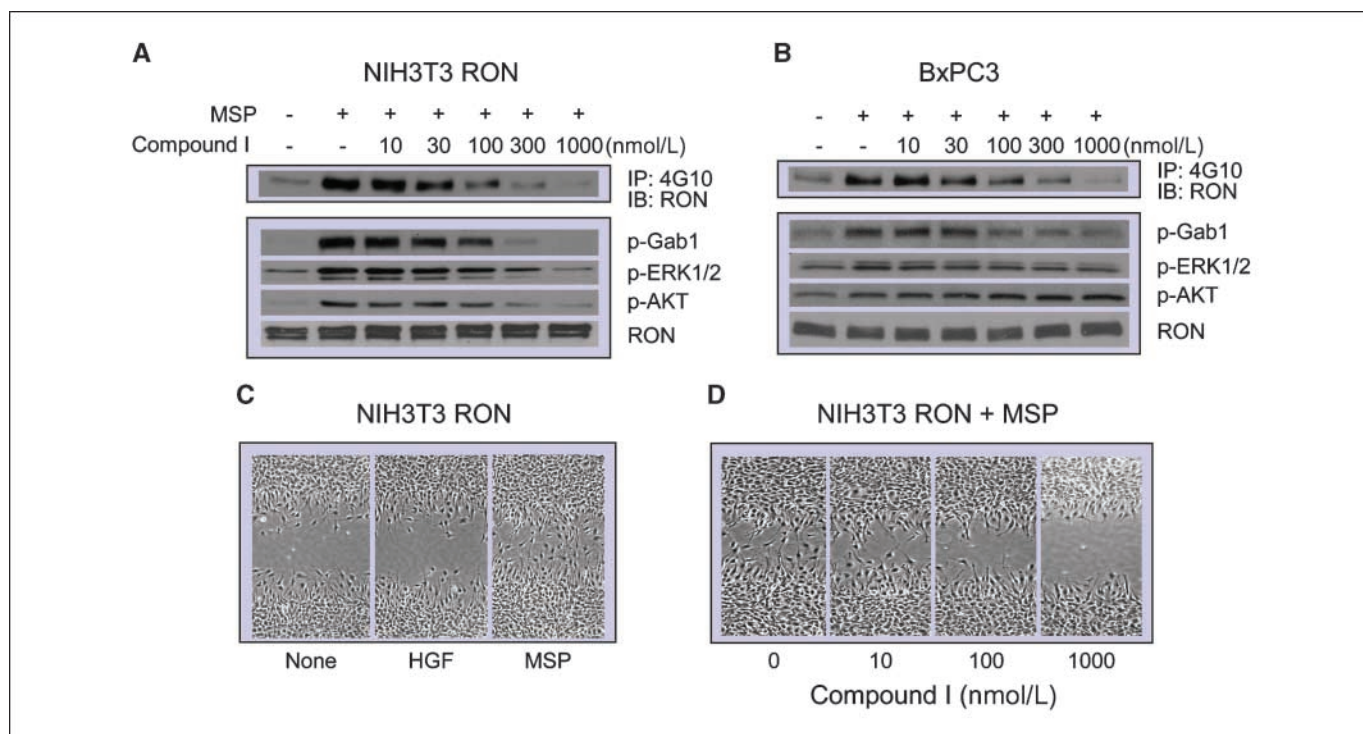 A
NIH3T3 RON
MSP - + + + + + +
Compound I - - 10 30 100 300 1000 (nmol/L)
IP: 4G10
IB: RON
p-Gab1
p-ERK1/2
p-AKT
RON
B
BxPC3
- + + + + + +
- - 10 30 100 300 1000 (nmol/L)
IP: 4G10
IB: RON
p-Gab1
p-ERK1/2
p-AKT
RON
C
NIH3T3 RON
None HGF MSP
D
NIH3T3 RON + MSP
0 10 100 1000
Compound I (nmol/L)